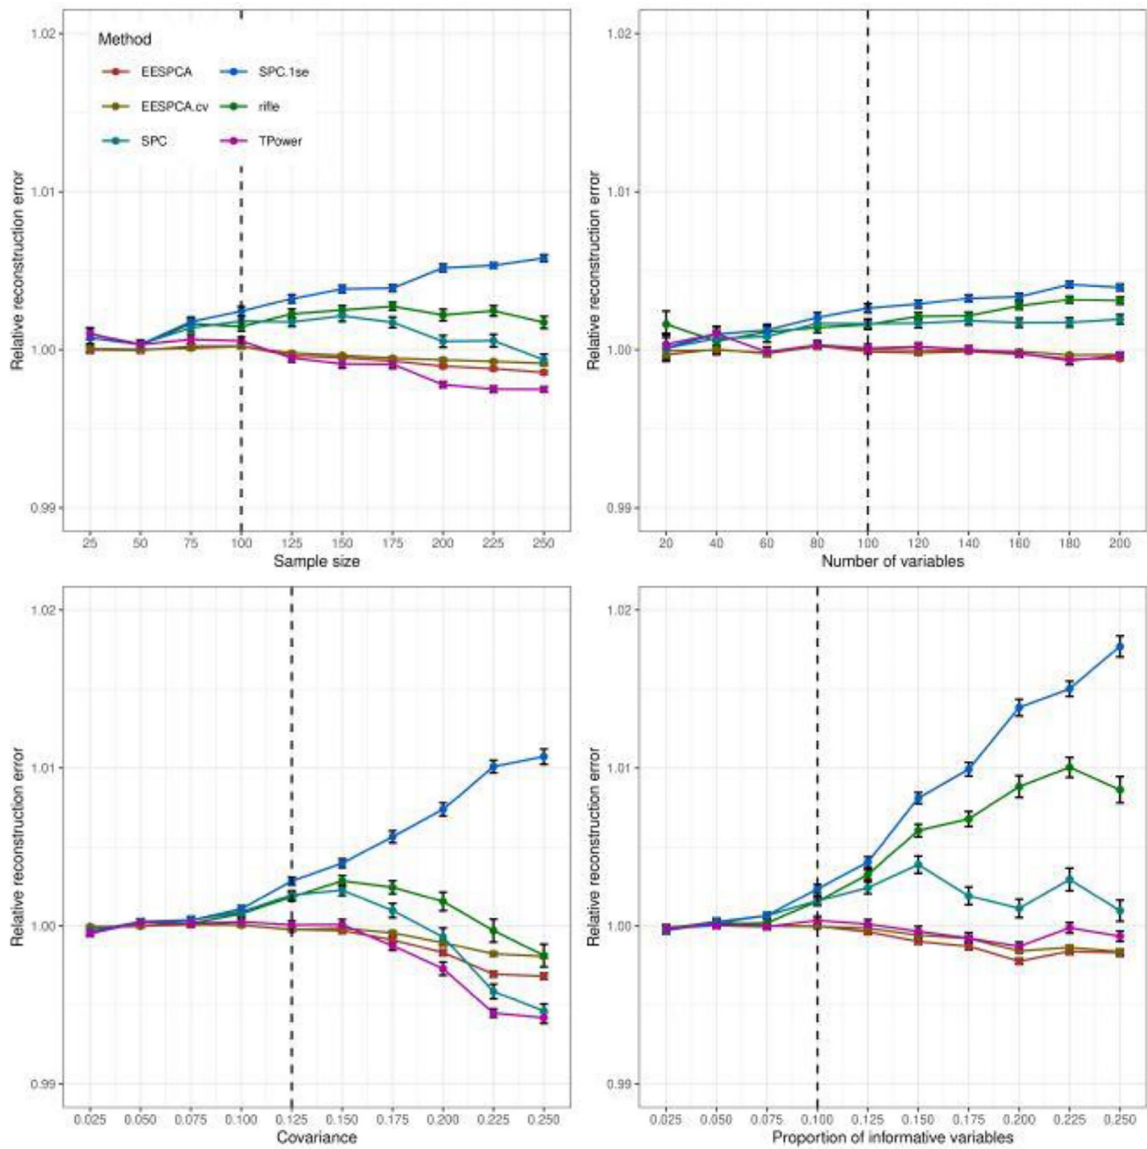 Method
EESPCA
SPC.1se
EESPCA.cv
rifle
SPC
TPower
Relative reconstruction error
1.02
1.01
1.00
0.99
25 50 75 100 125 150 175 200 225 250
Sample size
Relative reconstruction error
1.02
1.01
1.00
0.99
20 40 60 80 100 120 140 160 180 200
Number of variables
Relative reconstruction error
1.02
1.01
1.00
0.99
0.025 0.050 0.075 0.100 0.125 0.150 0.175 0.200 0.225 0.250
Covariance
Relative reconstruction error
1.02
1.01
1.00
0.99
0.025 0.050 0.075 0.100 0.125 0.150 0.175 0.200 0.225 0.250
Proportion of informative variables